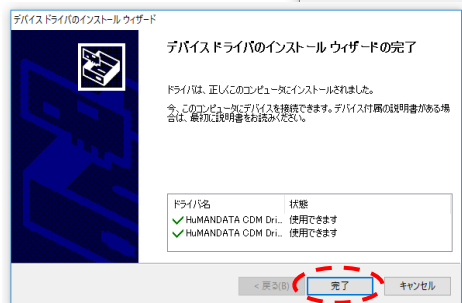 デバイス ドライバのインストール ウィザード
デバイス ドライバのインストール ウィザードの完了
ドライバは、正しくこのコンピュータにインストールされました。
今、このコンピュータにデバイスを接続できます。デバイス付属の説明書がある場
合は、最初に説明書をお読みください。
ドライバ名 状態
HuMANDATA CDM Dri... 使用できます
HuMANDATA CDM Dri... 使用できます
< 戻る(B) 完了 キャンセル